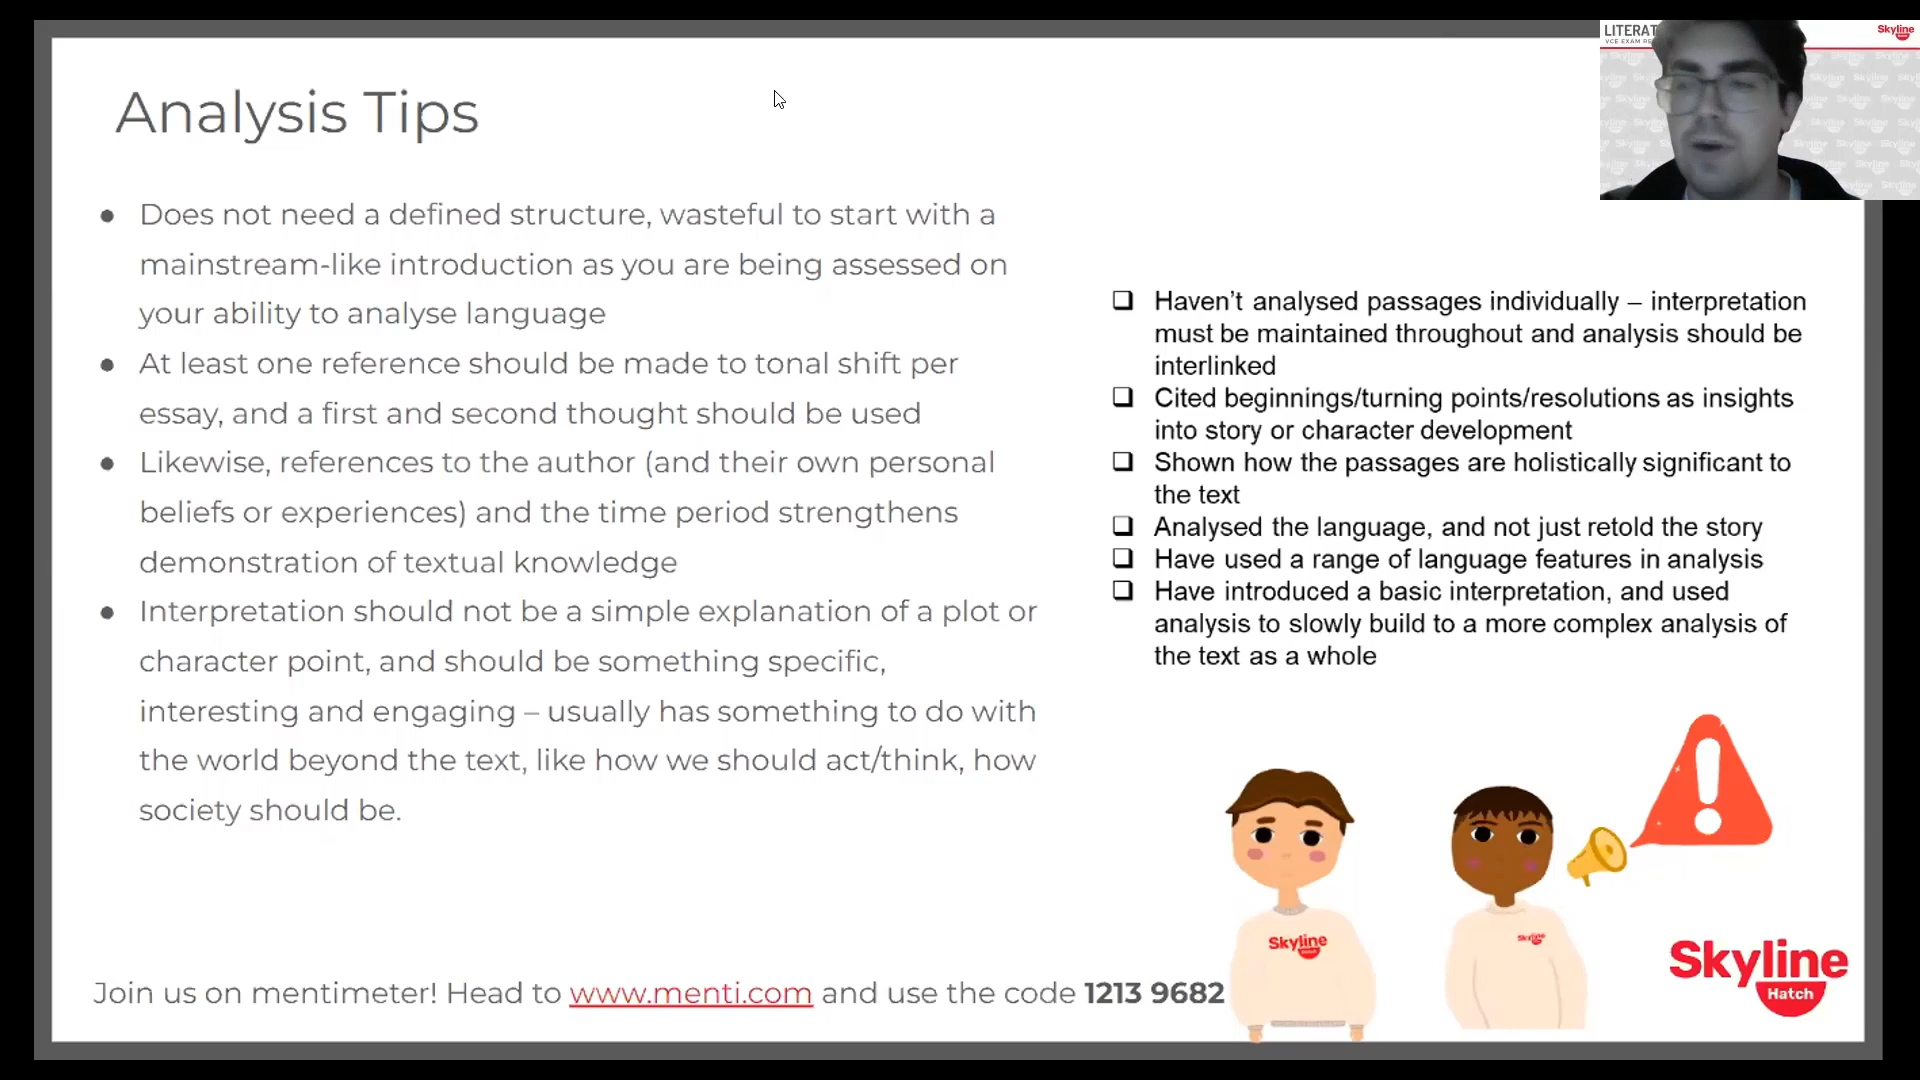 Analysis Tips
● Does not need a defined structure, wasteful to start with a
mainstream-like introduction as you are being assessed on
your ability to analyse language
● At least one reference should be made to tonal shift per
essay, and a first and second thought should be used
● Likewise, references to the author (and their own personal
beliefs or experiences) and the time period strengthens
demonstration of textual knowledge
● Interpretation should not be a simple explanation of a plot or
character point, and should be something specific,
interesting and engaging – usually has something to do with
the world beyond the text, like how we should act/think, how
society should be.
❑ Haven’t analysed passages individually – interpretation
must be maintained throughout and analysis should be
interlinked
❑ Cited beginnings/turning points/resolutions as insights
into story or character development
❑ Shown how the passages are holistically significant to
the text
❑ Analysed the language, and not just retold the story
❑ Have used a range of language features in analysis
❑ Have introduced a basic interpretation, and used
analysis to slowly build to a more complex analysis of
the text as a whole
Join us on mentimeter! Head to www.menti.com and use the code 1213 9682
LITERAT
VCE EXAM RE
Skyline
Skyline
Hatch
Skyline
Skyline
Hatch